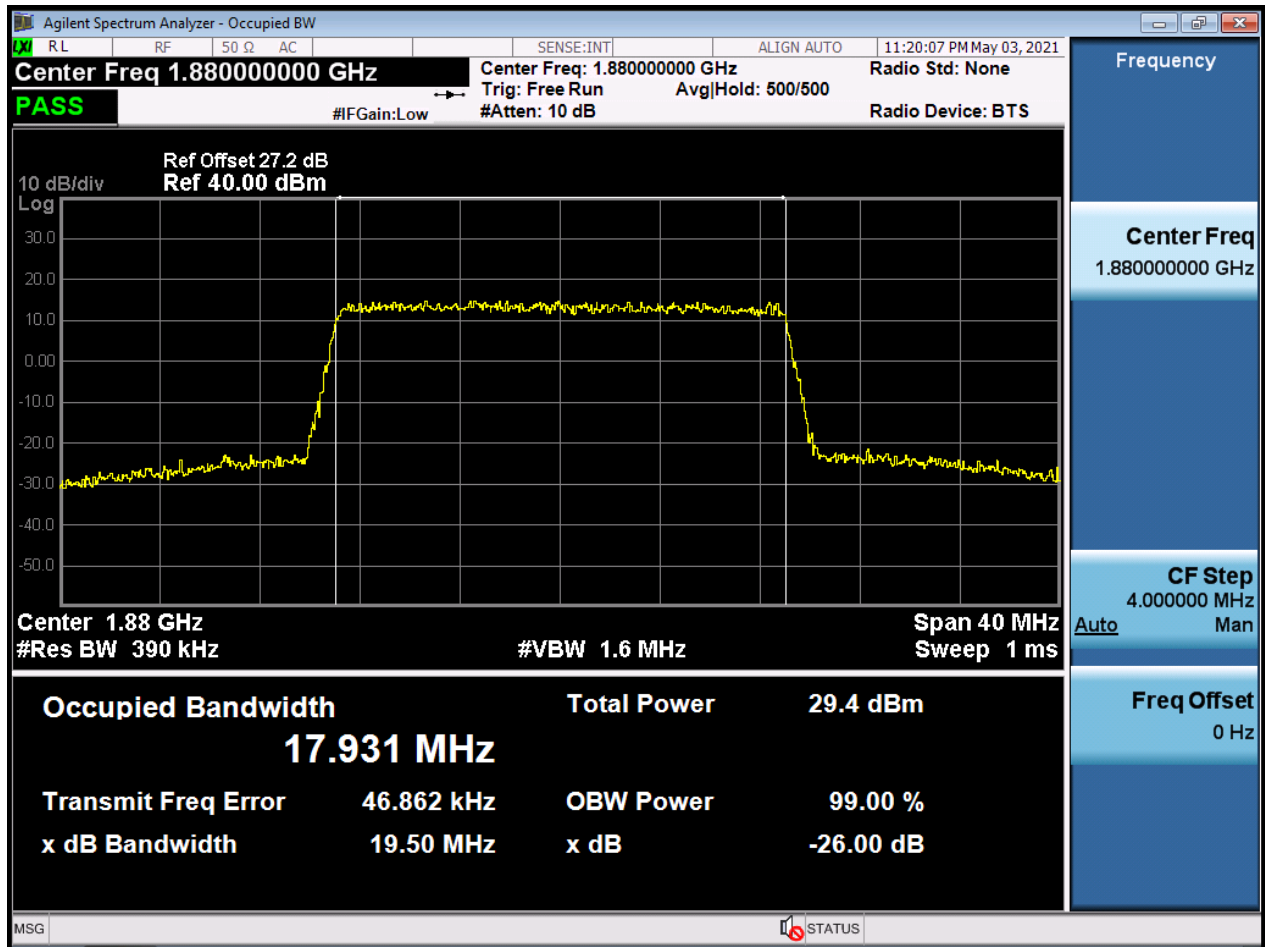 Agilent Spectrum Analyzer - Occupied BW
LXI RL RF 50 Ω AC SENSE:INT ALIGN AUTO 11:20:07 PM May 03, 2021
Center Freq 1.880000000 GHz
Center Freq: 1.880000000 GHz
Radio Std: None
Trig: Free Run
Avg|Hold: 500/500
PASS
#IFGain:Low
#Atten: 10 dB
Radio Device: BTS
Ref Offset 27.2 dB
10 dB/div
Ref 40.00 dBm
Log
30.0
20.0
10.0
0.00
-10.0
-20.0
-30.0
-40.0
-50.0
Center 1.88 GHz
Span 40 MHz
#Res BW 390 kHz
#VBW 1.6 MHz
Sweep 1 ms
Occupied Bandwidth
Total Power 29.4 dBm
17.931 MHz
Transmit Freq Error 46.862 kHz
OBW Power 99.00 %
x dB Bandwidth 19.50 MHz
x dB -26.00 dB
Frequency
Center Freq
1.880000000 GHz
CF Step
4.000000 MHz
Auto Man
Freq Offset
0 Hz
MSG
STATUS